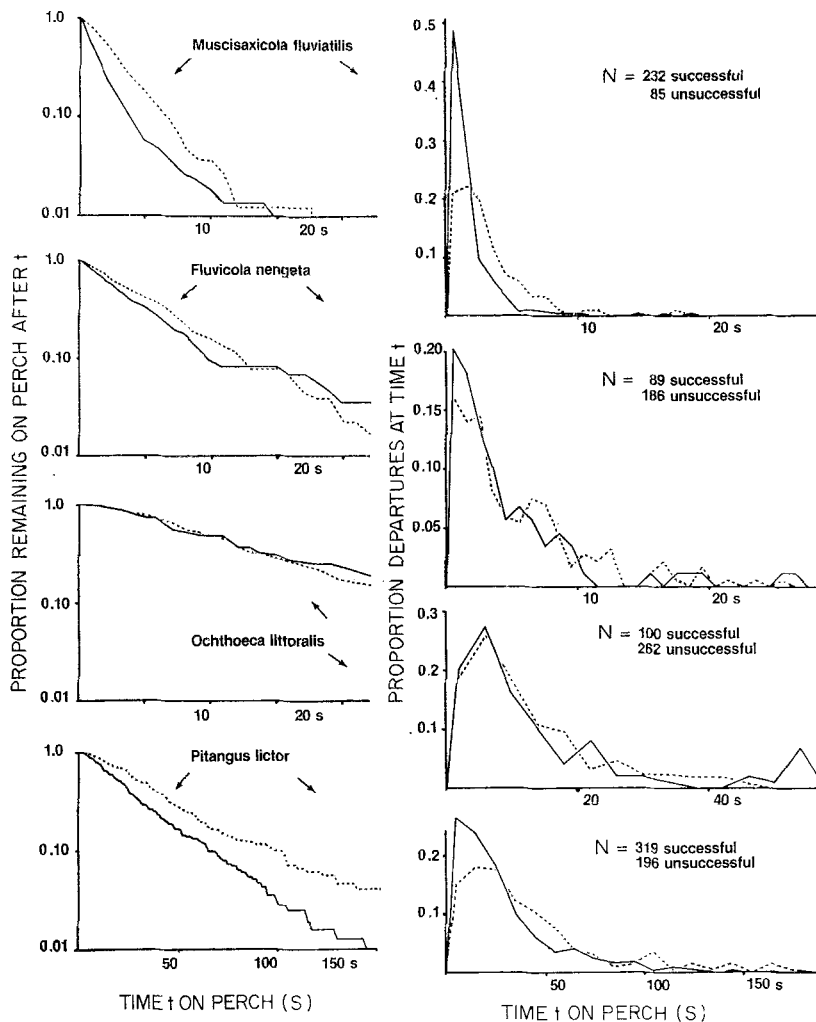 1.0
Muscisaxicola fluviatilis
0.10
0.01
10
20 s
1.0
Fluvicola nengeta
0.10
0.01
10
20 s
1.0
0.10
Ochthoeca littoralis
0.01
10
20 s
1.0
Pitangus lictor
0.10
0.01
50
100
150 s
PROPORTION REMAINING ON PERCH AFTER t
TIME t ON PERCH (S)
0.5
0.4
0.3
0.2
0.1
N = 232 successful
85 unsuccessful
10
20 s
0.20
0.15
0.10
0.05
N = 89 successful
186 unsuccessful
10
20 s
0.3
0.2
0.1
N = 100 successful
262 unsuccessful
20
40 s
0.2
0.1
N = 319 successful
196 unsuccessful
50
100
150 s
PROPORTION DEPARTURES AT TIME t
TIME t ON PERCH (S)